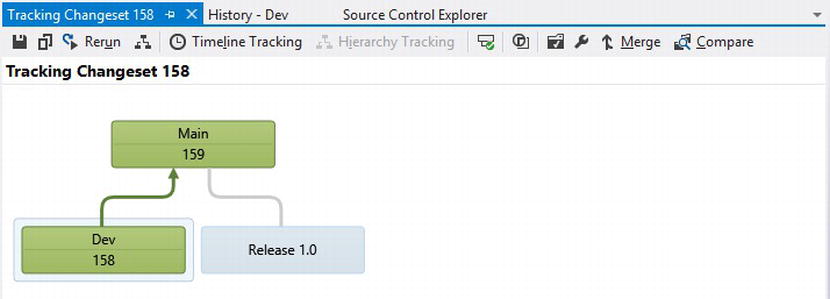 Tracking Changeset 158 History - Dev Source Control Explorer
Rerun Timeline Tracking Hierarchy Tracking Merge Compare
Tracking Changeset 158
Main
159
Dev
158
Release 1.0